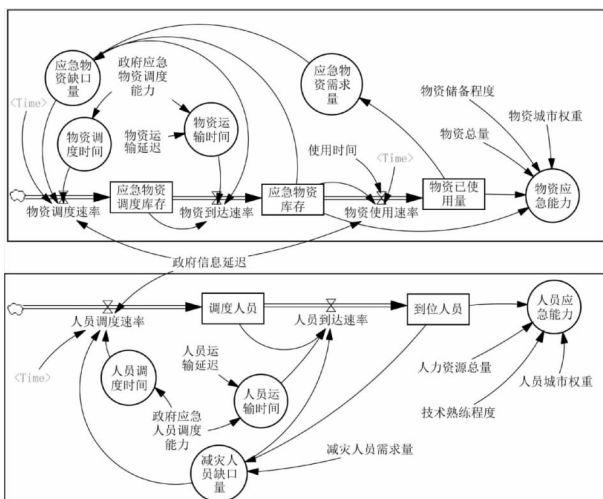 应急物
资缺口
量
政府应急
物资调度
能力
应急物
资需求
量
<Time>
物资储备程度
物资城市权重
物资调
度时间
物资运
输延迟
物资运
输时间
使用时间
<Time>
物资总量
物资调度速率
应急物资
调度库存
物资到达速率
应急物资
库存
物资使用速率
物资已使
用量
物资应
急能力
政府信息延迟
人员调度速率
调度人员
人员到达速率
到位人员
人员应
急能力
<Time>
人员调
度时间
人员运
输延迟
人员运
输时间
政府应急
人员调度
能力
人力资源总量
人员城市权重
技术熟练程度
减灾人
员缺口
量
减灾人员需求量